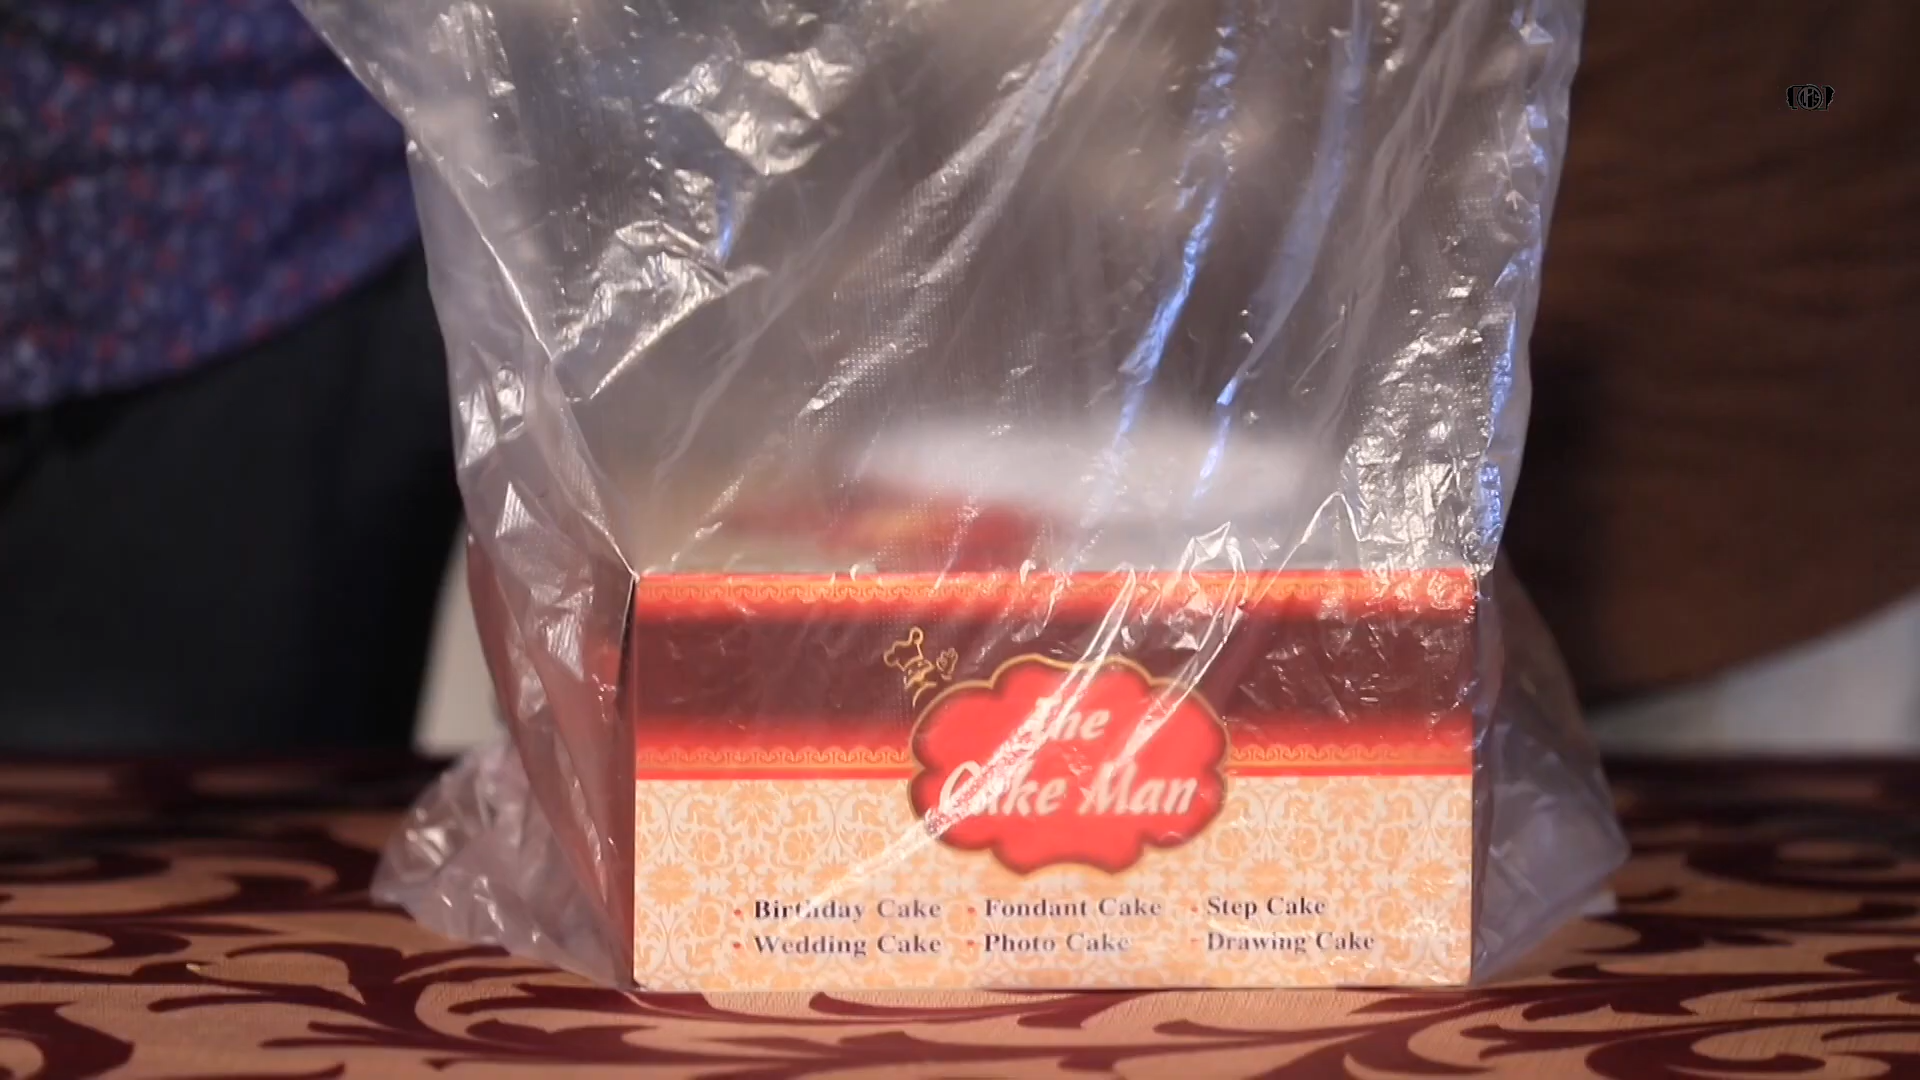 The
Cake Man
• Birthday Cake • Fondant Cake • Step Cake
• Wedding Cake • Photo Cake • Drawing Cake